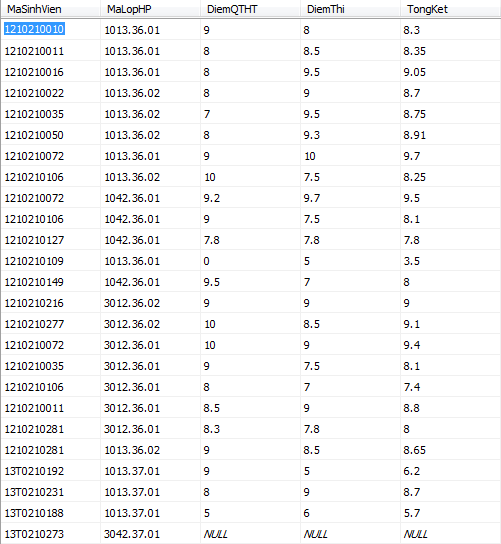 MaSinhVien MaLopHP DiemQTHT DiemThi TongKet
1210210010 1013.36.01 9 8 8.3
1210210011 1013.36.01 8 8.5 8.35
1210210016 1013.36.01 8 9.5 9.05
1210210022 1013.36.02 8 9 8.7
1210210035 1013.36.02 7 9.5 8.75
1210210050 1013.36.02 8 9.3 8.91
1210210072 1013.36.01 9 10 9.7
1210210106 1013.36.02 10 7.5 8.25
1210210072 1042.36.01 9.2 9.7 9.5
1210210106 1042.36.01 9 7.5 8.1
1210210127 1042.36.01 7.8 7.8 7.8
1210210109 1013.36.01 0 5 3.5
1210210149 1042.36.01 9.5 7 8
1210210216 3012.36.02 9 9 9
1210210277 3012.36.02 10 8.5 9.1
1210210072 3012.36.01 10 9 9.4
1210210035 3012.36.01 9 7.5 8.1
1210210106 3012.36.01 8 7 7.4
1210210011 3012.36.01 8.5 9 8.8
1210210281 3012.36.01 8.3 7.8 8
1210210281 1013.36.02 9 8.5 8.65
13T0210192 1013.37.01 9 5 6.2
13T0210231 1013.37.01 8 9 8.7
13T0210188 1013.37.01 5 6 5.7
13T0210273 3042.37.01 NULL NULL NULL